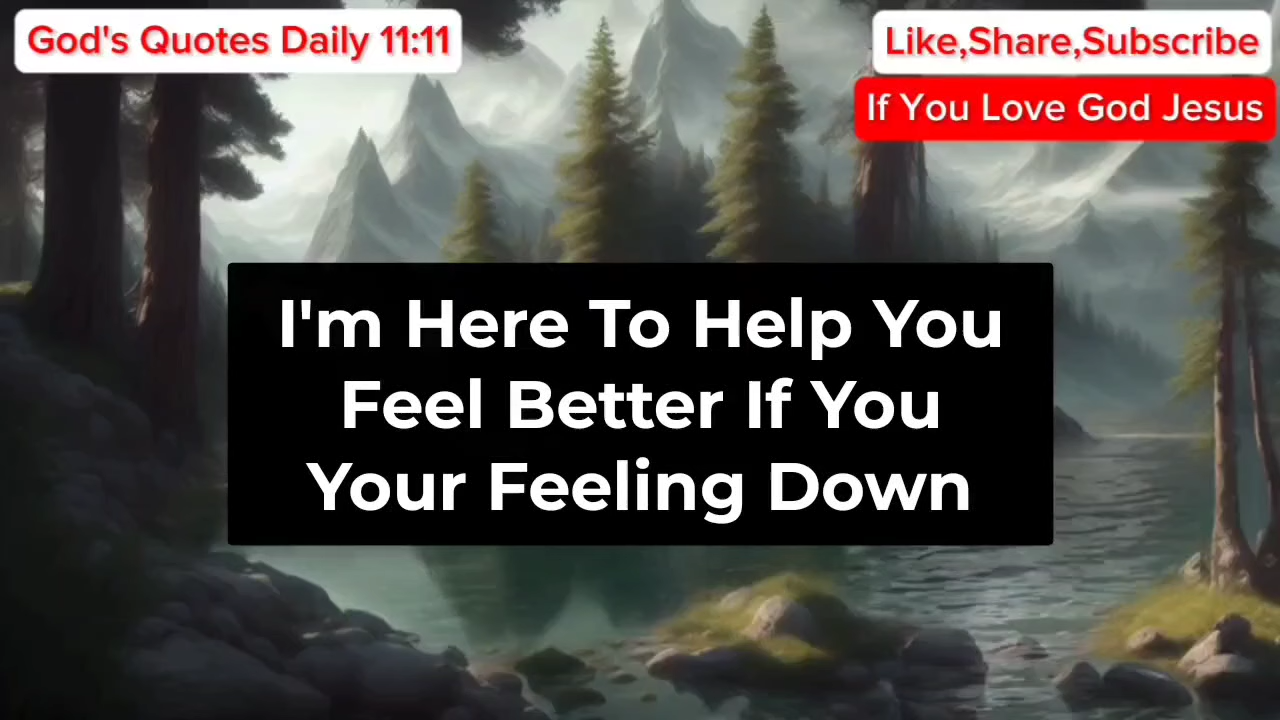 God's Quotes Daily 11:11
Like,Share,Subscribe
If You Love God Jesus
I'm Here To Help You
Feel Better If You
Your Feeling Down